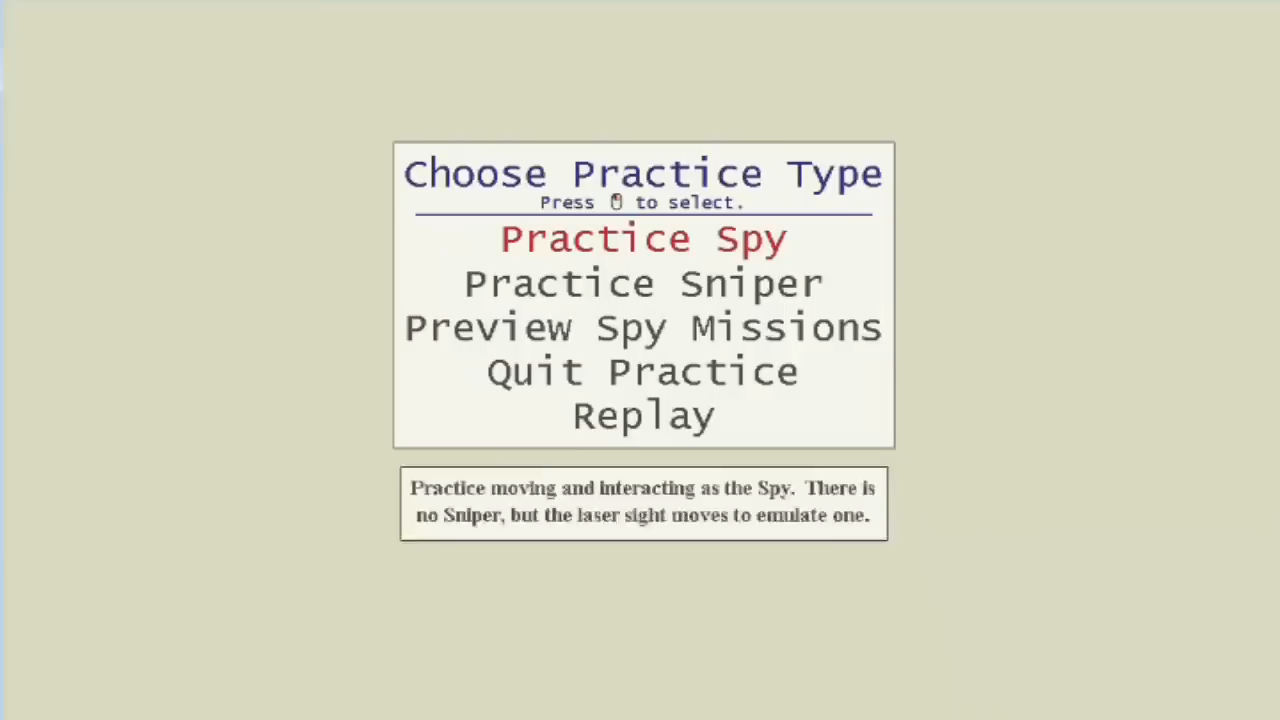 Choose Practice Type
Press to select.
Practice Spy
Practice Sniper
Preview Spy Missions
Quit Practice
Replay
Practice moving and interacting as the Spy. There is
no Sniper, but the laser sight moves to emulate one.